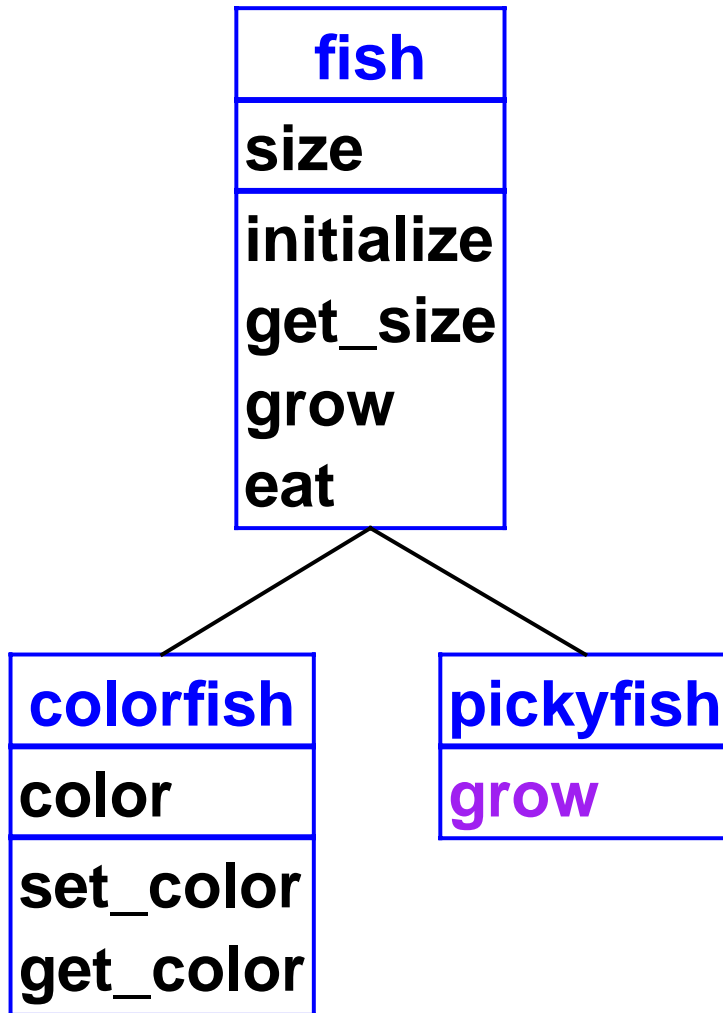 fish
size
initialize
get_size
grow
eat
colorfish
color
set_color
get_color
pickyfish
grow